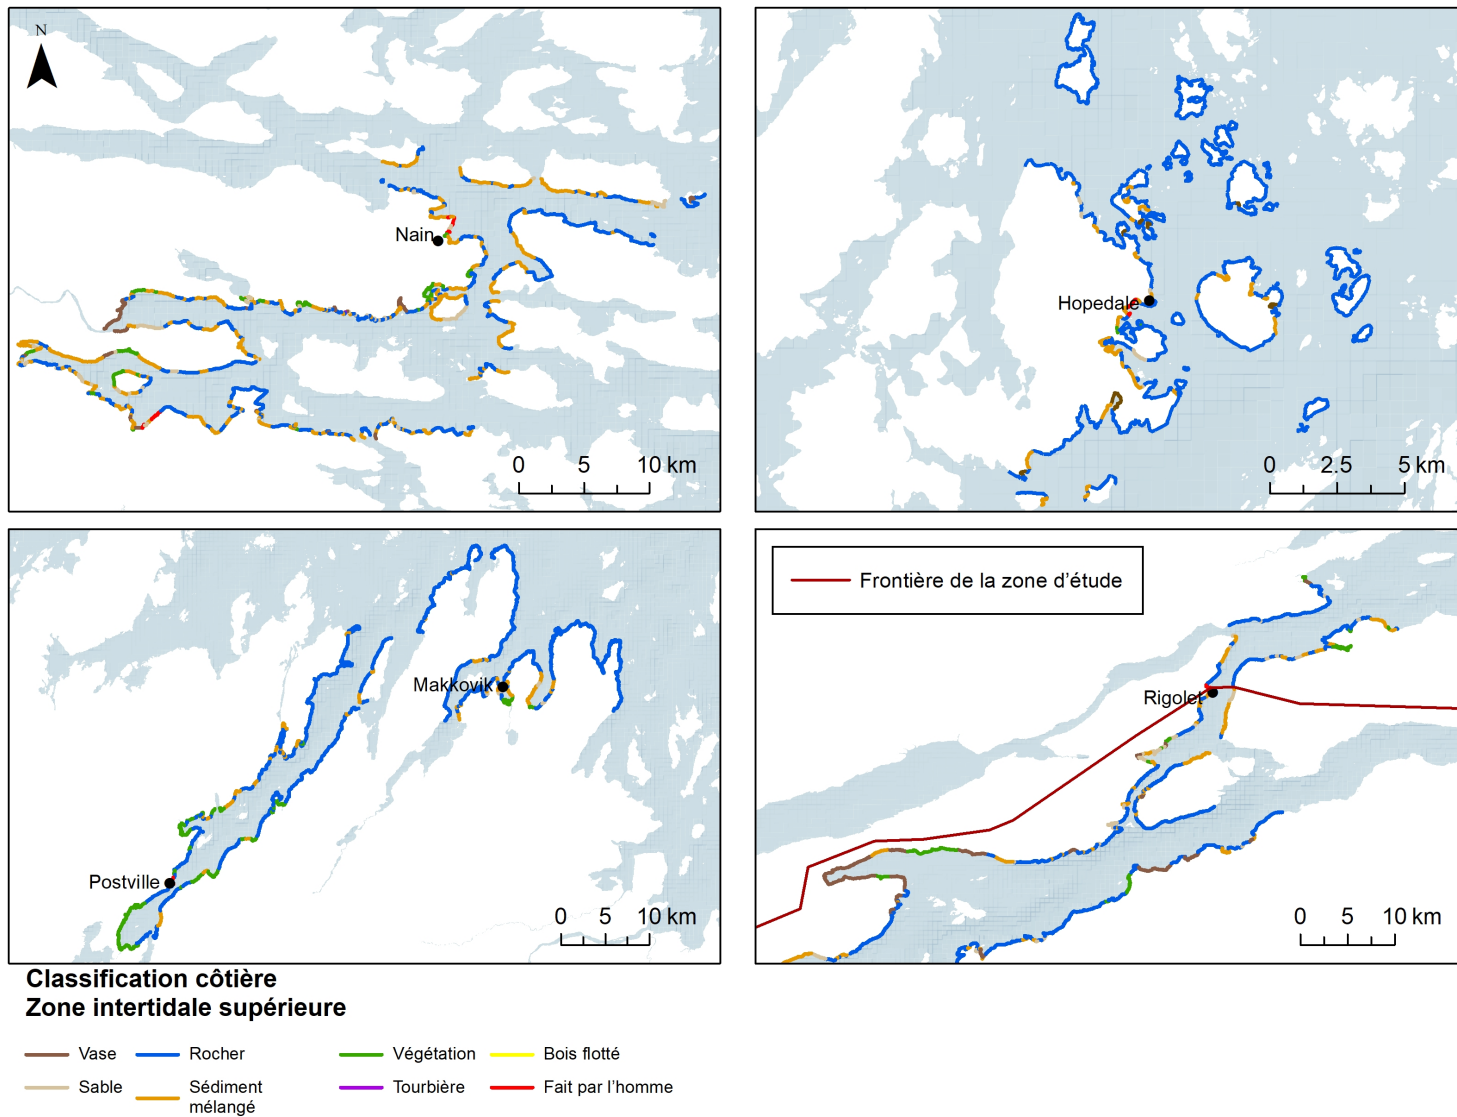 N
Nain
0 5 10 km
Hopedale
0 2.5 5 km
Makkovik
Postville
0 5 10 km
Frontière de la zone d'étude
Rigolet
0 5 10 km
Classification côtière
Zone intertidale supérieure
Vase Rocher Végétation Bois flotté
Sable Sédiment mélangé Tourbière Fait par l'homme